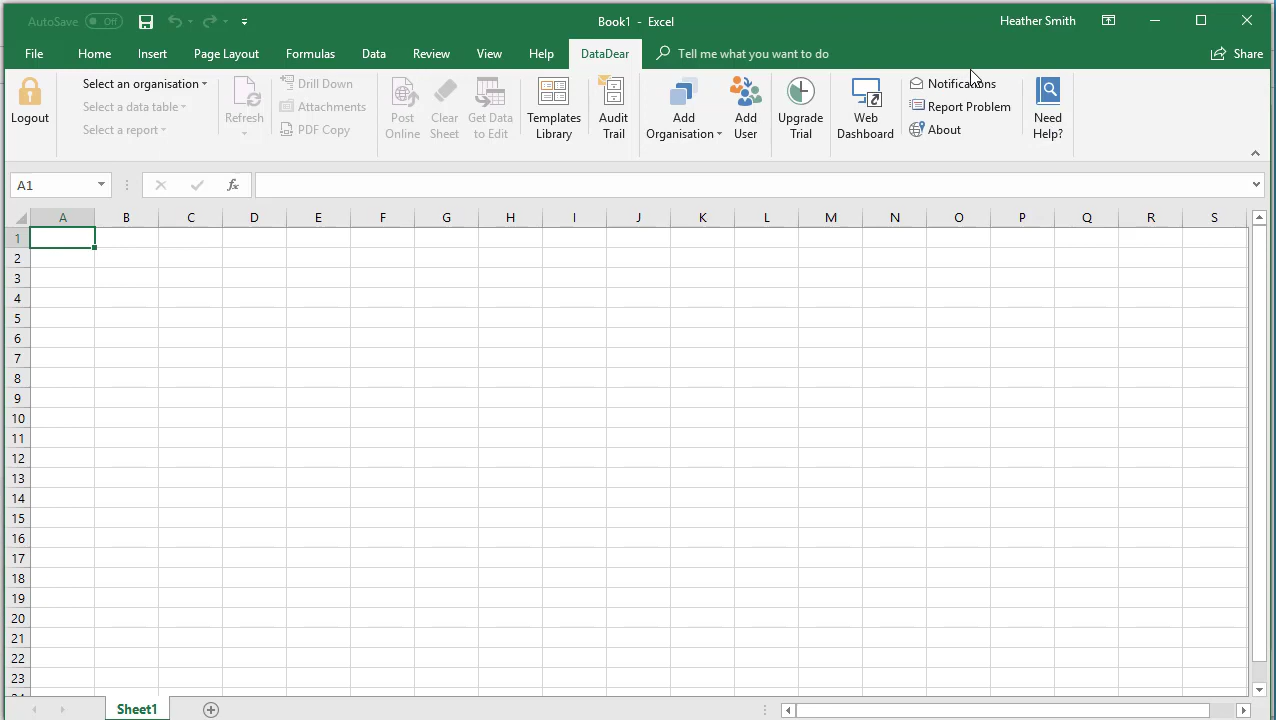 AutoSave Off
Book1 - Excel
Heather Smith
File Home Insert Page Layout Formulas Data Review View Help DataDear Tell me what you want to do Share
Logout
Select an organisation
Select a data table
Select a report
Refresh
Drill Down
Attachments
PDF Copy
Post Online
Clear Sheet
Get Data to Edit
Templates Library
Audit Trail
Add Organisation
Add User
Upgrade Trial
Web Dashboard
Notifications
Report Problem
About
Need Help?
A1
fx
A B C D E F G H I J K L M N O P Q R S
1
2
3
4
5
6
7
8
9
10
11
12
13
14
15
16
17
18
19
20
21
22
23
Sheet1